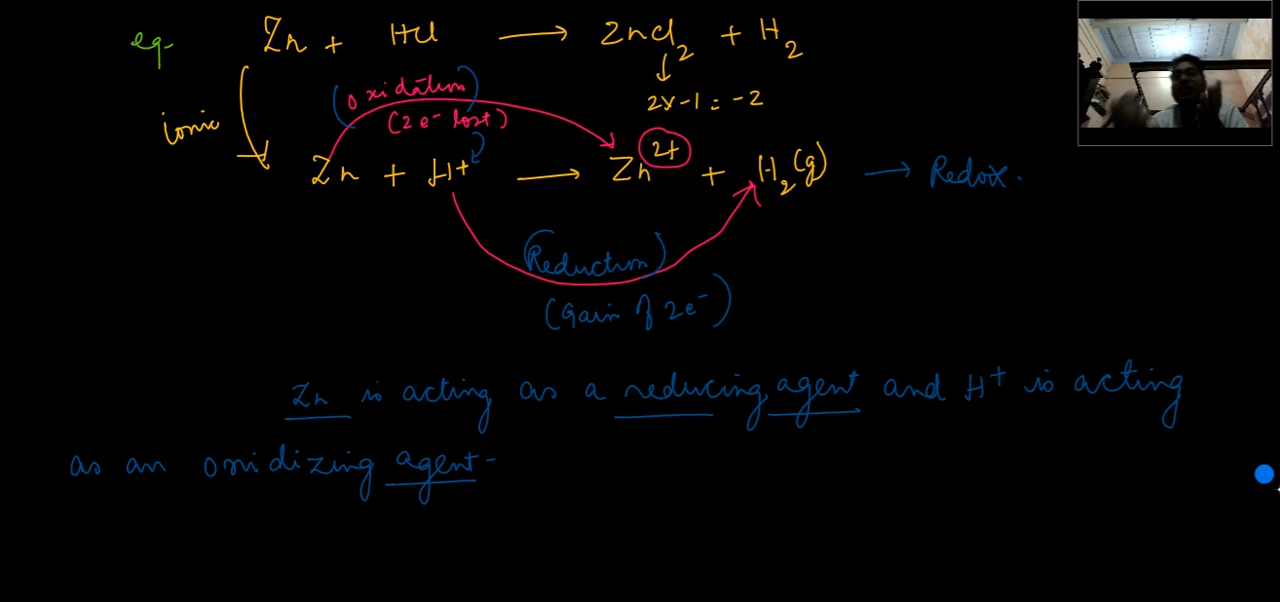 eg- Zn + HCl → ZnCl2 + H2
2x-1 = -2
(oxidation)
(2e- lost)
ionic
Zn + H+ → Zn2+ + H2(g) → Redox.
(Reduction)
(Gain of 2e-)
Zn is acting as a reducing agent and H+ is acting
as an oxidizing agent-